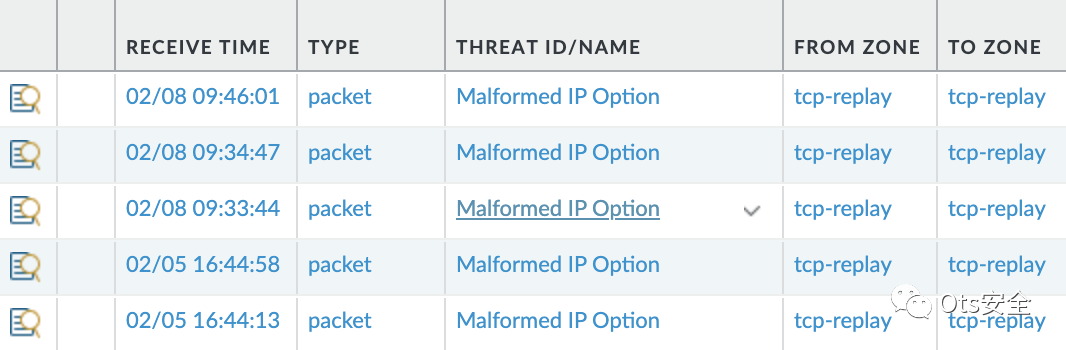 RECEIVE TIME TYPE THREAT ID/NAME FROM ZONE TO ZONE
02/08 09:46:01 packet Malformed IP Option tcp-replay tcp-replay
02/08 09:34:47 packet Malformed IP Option tcp-replay tcp-replay
02/08 09:33:44 packet Malformed IP Option tcp-replay tcp-replay
02/05 16:44:58 packet Malformed IP Option tcp-replay tcp-replay
Ots安全
02/05 16:44:13 packet Malformed IP Option tcp-replay tcp-replay